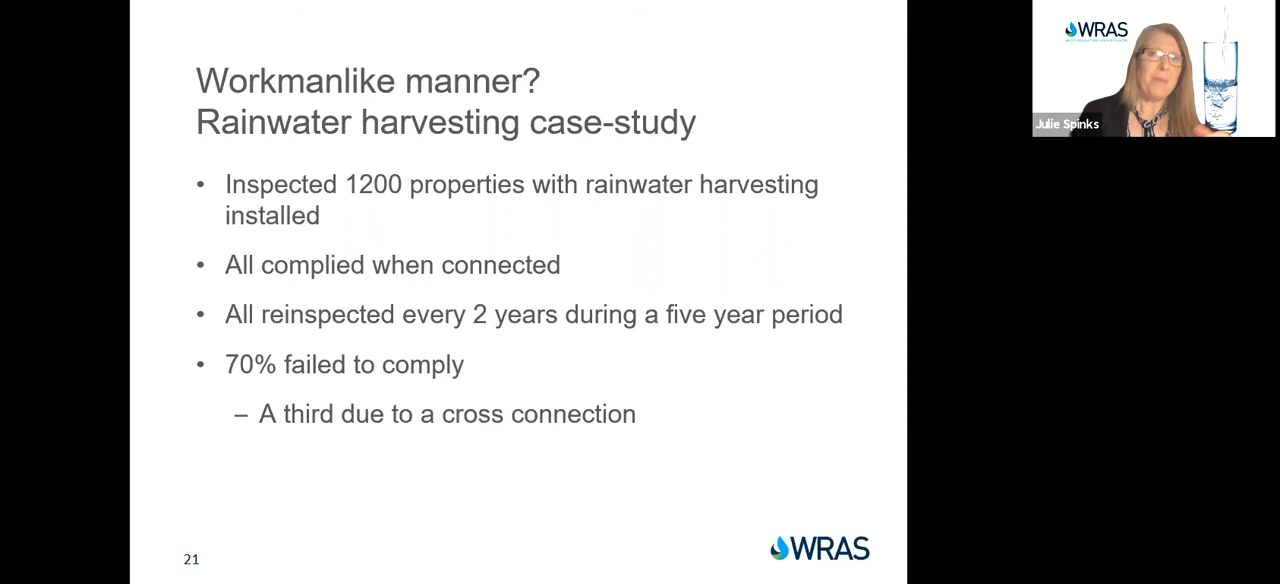 Workmanlike manner?
Rainwater harvesting case-study
• Inspected 1200 properties with rainwater harvesting
installed
• All complied when connected
• All reinspected every 2 years during a five year period
• 70% failed to comply
– A third due to a cross connection
21
WRAS
WRAS
Julie Spinks